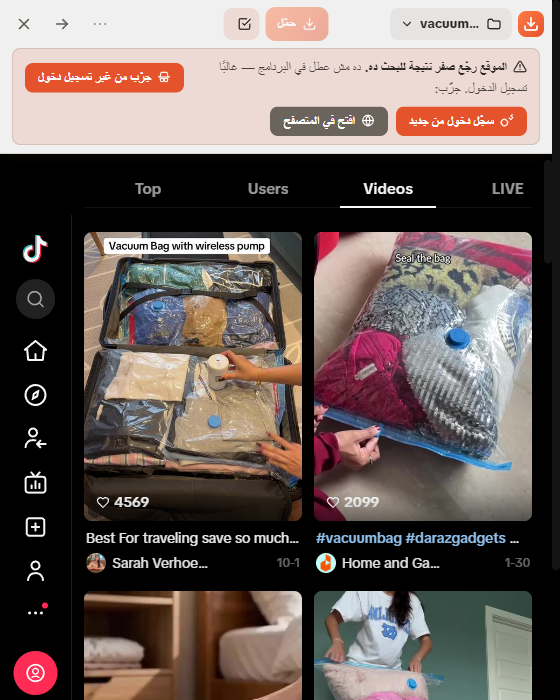 حمّل
vacuum...
الموقع رجّع صفر نتيجة للبحث ده. ده مش عطل في البرنامج — غالبًا
تسجيل الدخول. جرّب:
جرّب من غير تسجيل دخول
سجّل دخول من جديد
افتح في المتصفح
Top
Users
Videos
LIVE
Vacuum Bag with wireless pump
4569
Best For traveling save so much...
Sarah Verhoe...
10-1
Seal the bag
2099
#vacuumbag #darazgadgets ...
Home and Ga...
1-30